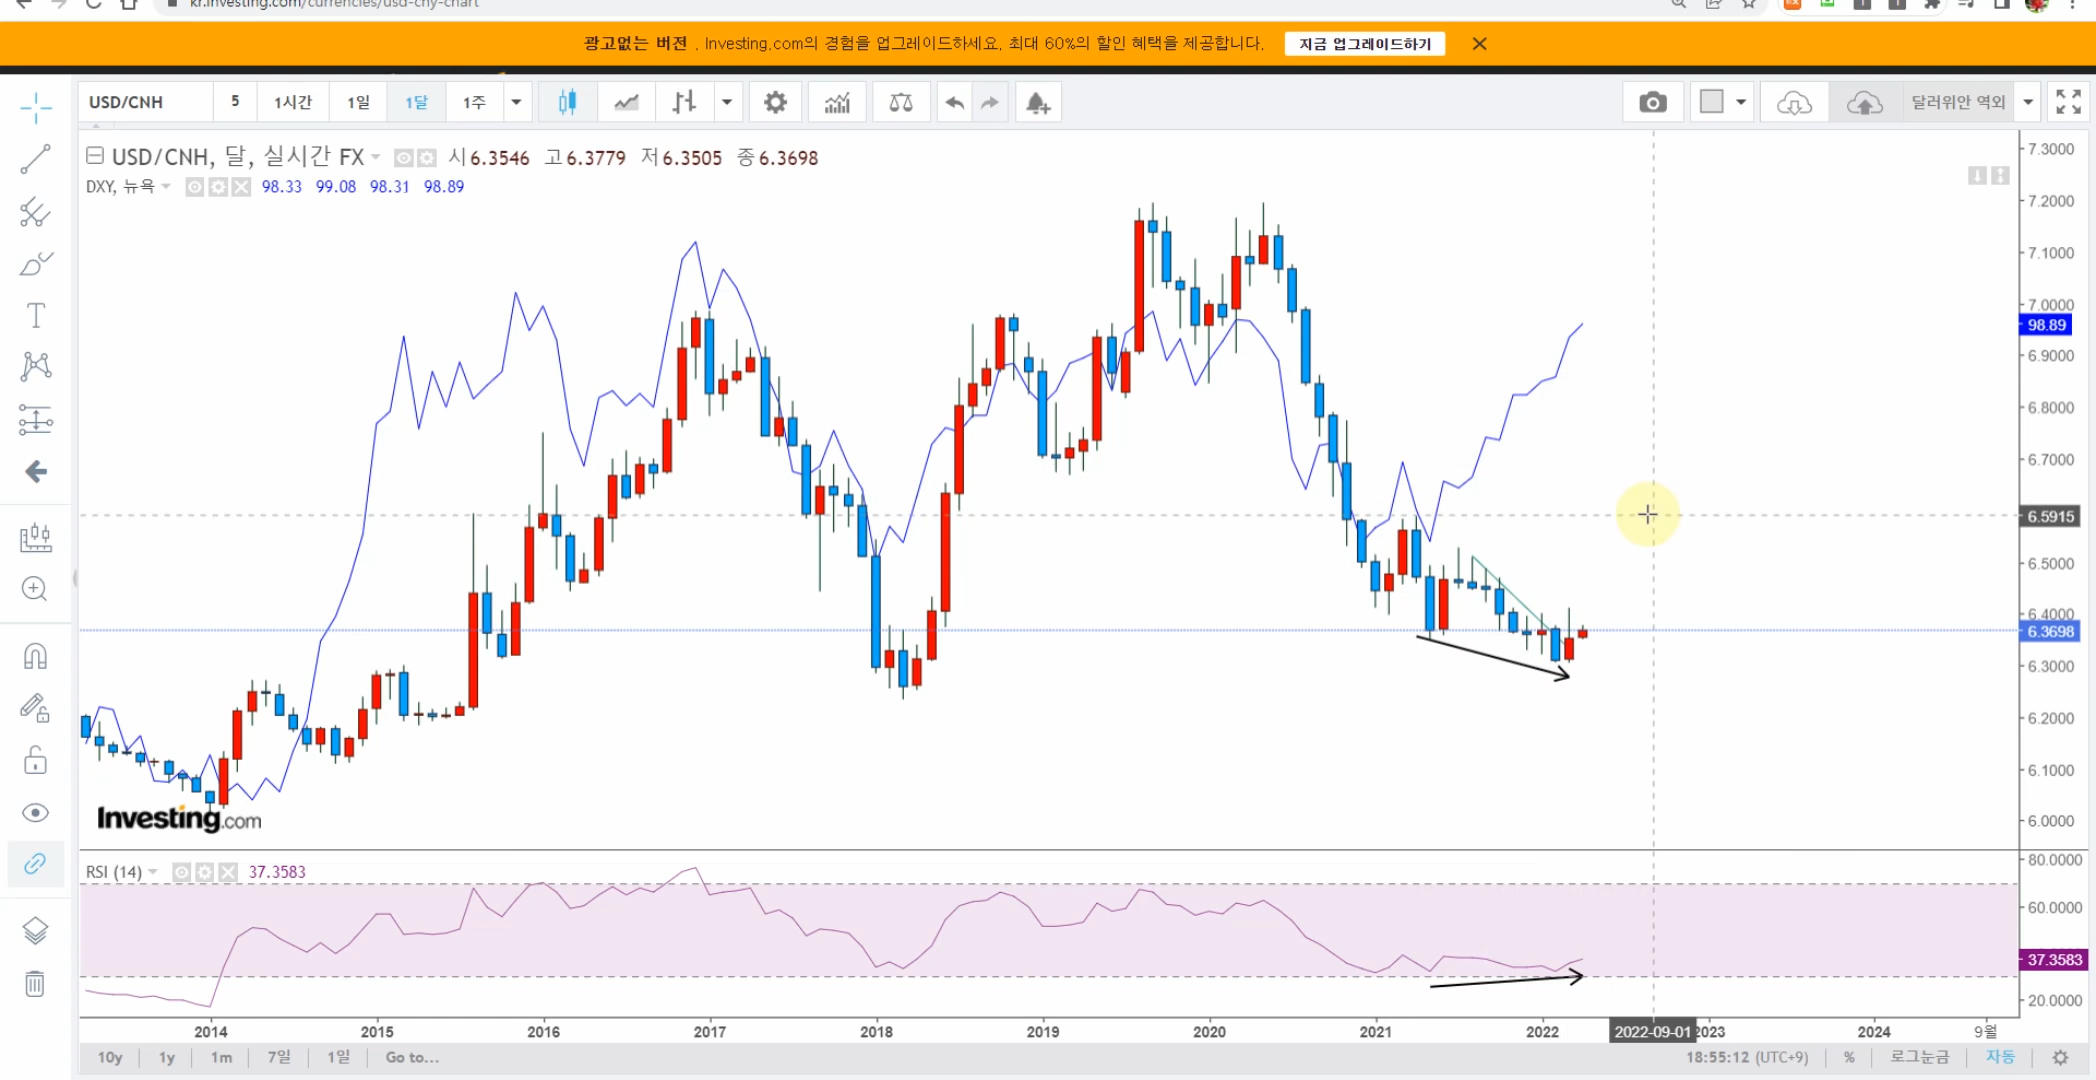 kr.investing.com/currencies/usd-cny-chart
광고없는 버전 . Investing.com의 경험을 업그레이드하세요. 최대 60%의 할인 혜택을 제공합니다. 지금 업그레이드하기
USD/CNH 5 1시간 1일 1달 1주 달러위안 역외
USD/CNH, 달, 실시간 FX 시6.3546 고6.3779 저6.3505 종6.3698
DXY, 뉴욕 98.33 99.08 98.31 98.89
7.3000
7.2000
7.1000
7.0000
98.89
6.9000
6.8000
6.7000
6.5915
6.5000
6.4000
6.3698
6.3000
6.2000
6.1000
6.0000
Investing.com
RSI (14) 37.3583
80.0000
60.0000
37.3583
20.0000
2014 2015 2016 2017 2018 2019 2020 2021 2022 2022-09-01 2023 2024 9월
10y 1y 1m 7일 1일 Go to... 18:55:12 (UTC+9) % 로그눈금 자동